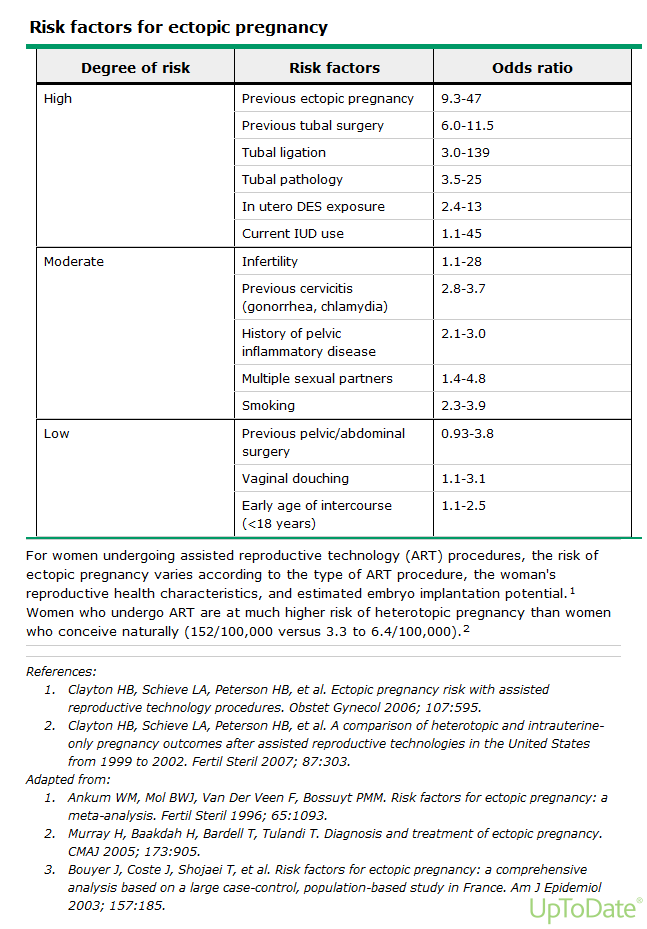 Risk factors for ectopic pregnancy
Degree of risk Risk factors Odds ratio
High Previous ectopic pregnancy 9.3-47
Previous tubal surgery 6.0-11.5
Tubal ligation 3.0-139
Tubal pathology 3.5-25
In utero DES exposure 2.4-13
Current IUD use 1.1-45
Moderate Infertility 1.1-28
Previous cervicitis 2.8-3.7
(gonorrhea, chlamydia)
History of pelvic 2.1-3.0
inflammatory disease
Multiple sexual partners 1.4-4.8
Smoking 2.3-3.9
Low Previous pelvic/abdominal 0.93-3.8
surgery
Vaginal douching 1.1-3.1
Early age of intercourse 1.1-2.5
(<18 years)
For women undergoing assisted reproductive technology (ART) procedures, the risk of
ectopic pregnancy varies according to the type of ART procedure, the woman's
reproductive health characteristics, and estimated embryo implantation potential.1
Women who undergo ART are at much higher risk of heterotopic pregnancy than women
who conceive naturally (152/100,000 versus 3.3 to 6.4/100,000).2
References:
1. Clayton HB, Schieve LA, Peterson HB, et al. Ectopic pregnancy risk with assisted
reproductive technology procedures. Obstet Gynecol 2006; 107:595.
2. Clayton HB, Schieve LA, Peterson HB, et al. A comparison of heterotopic and intrauterine-
only pregnancy outcomes after assisted reproductive technologies in the United States
from 1999 to 2002. Fertil Steril 2007; 87:303.
Adapted from:
1. Ankum WM, Mol BWJ, Van Der Veen F, Bossuyt PMM. Risk factors for ectopic pregnancy: a
meta-analysis. Fertil Steril 1996; 65:1093.
2. Murray H, Baakdah H, Bardell T, Tulandi T. Diagnosis and treatment of ectopic pregnancy.
CMAJ 2005; 173:905.
3. Bouyer J, Coste J, Shojaei T, et al. Risk factors for ectopic pregnancy: a comprehensive
analysis based on a large case-control, population-based study in France. Am J Epidemiol
2003; 157:185.
UpToDate®